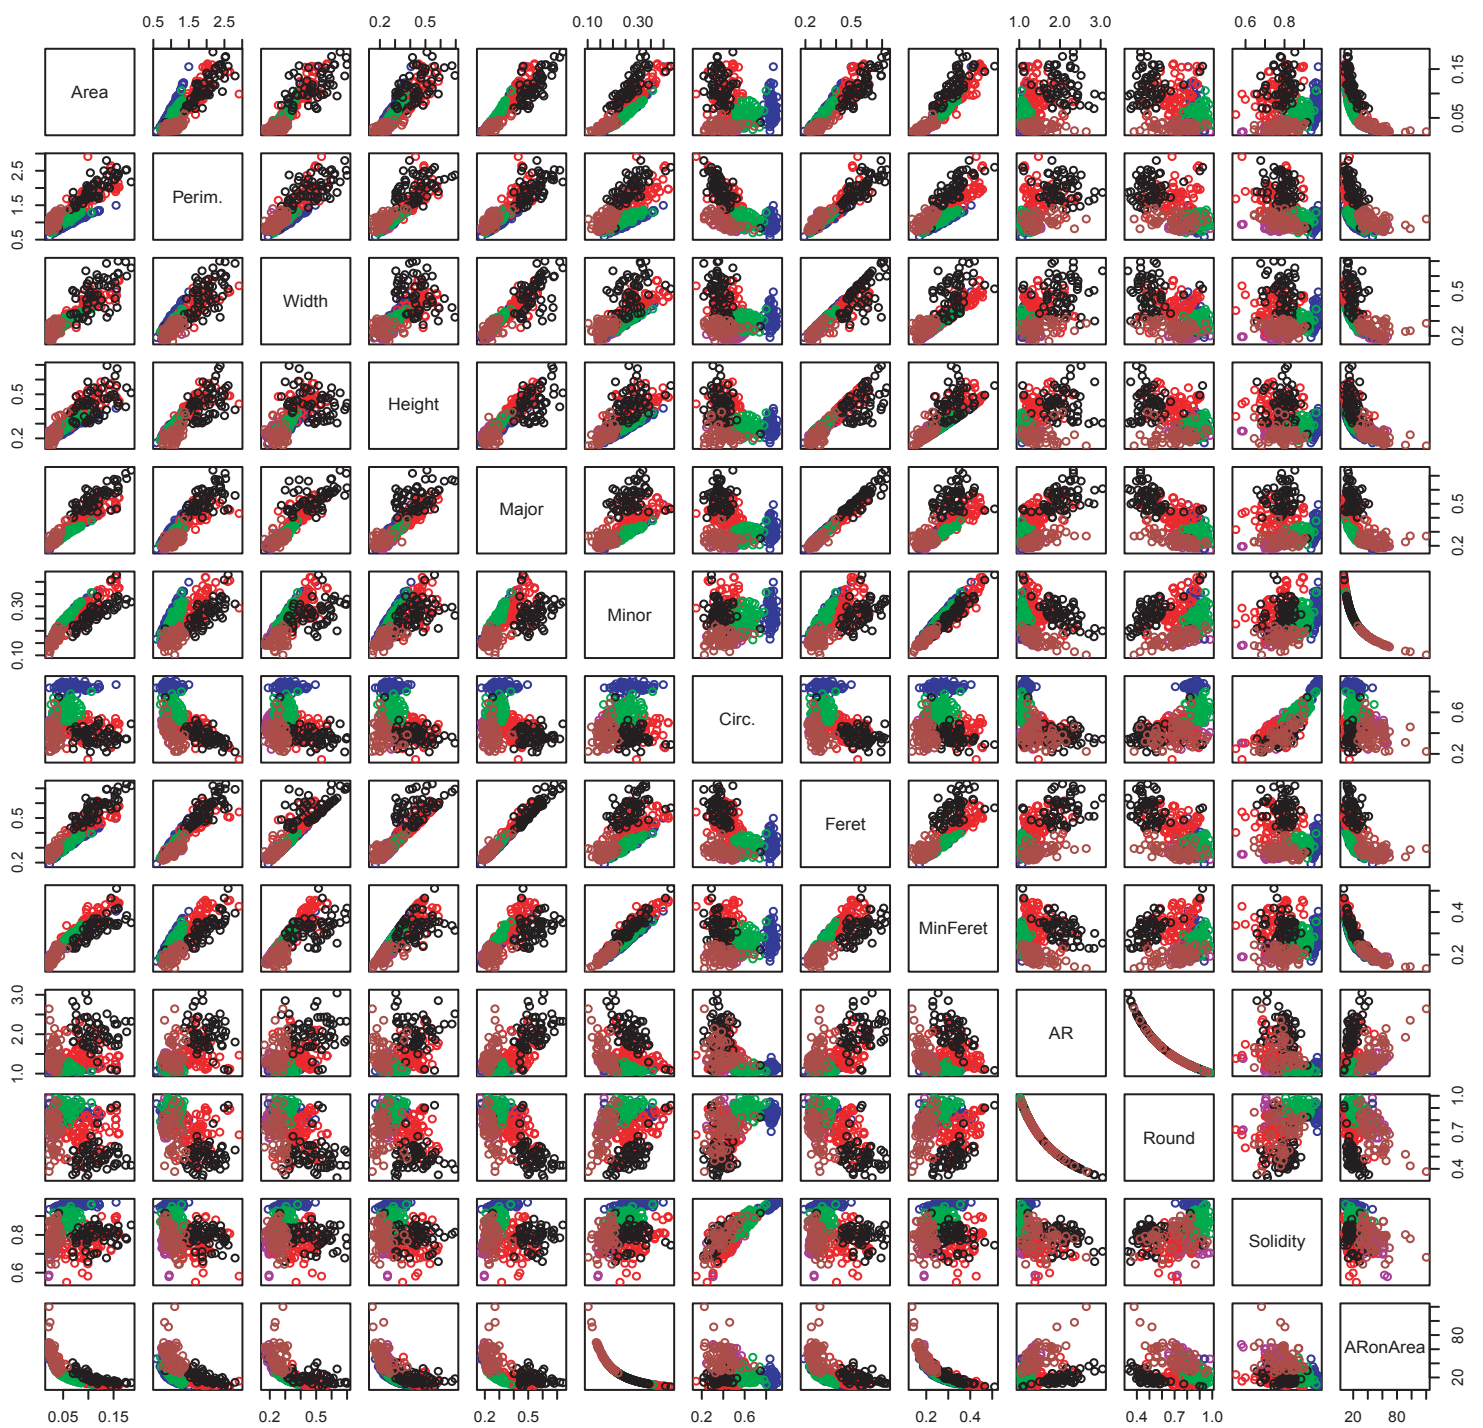 0.5 1.5 2.5 0.2 0.5 0.10 0.30 0.2 0.5 1.0 2.0 3.0 0.6 0.8
Area 0.05 0.15
0.5 1.5 2.5 Perim.
Width 0.2 0.5
0.2 0.5 Height
Major 0.2 0.5
0.10 0.30 Minor
Circ. 0.2 0.6
0.2 0.5 Feret
MinFeret 0.2 0.4
1.0 2.0 3.0 AR
Round 0.4 0.7 1.0
0.6 0.8 Solidity
ARonArea 20 80
0.05 0.15 0.2 0.5 0.2 0.5 0.2 0.6 0.2 0.4 0.4 0.7 1.0 20 80